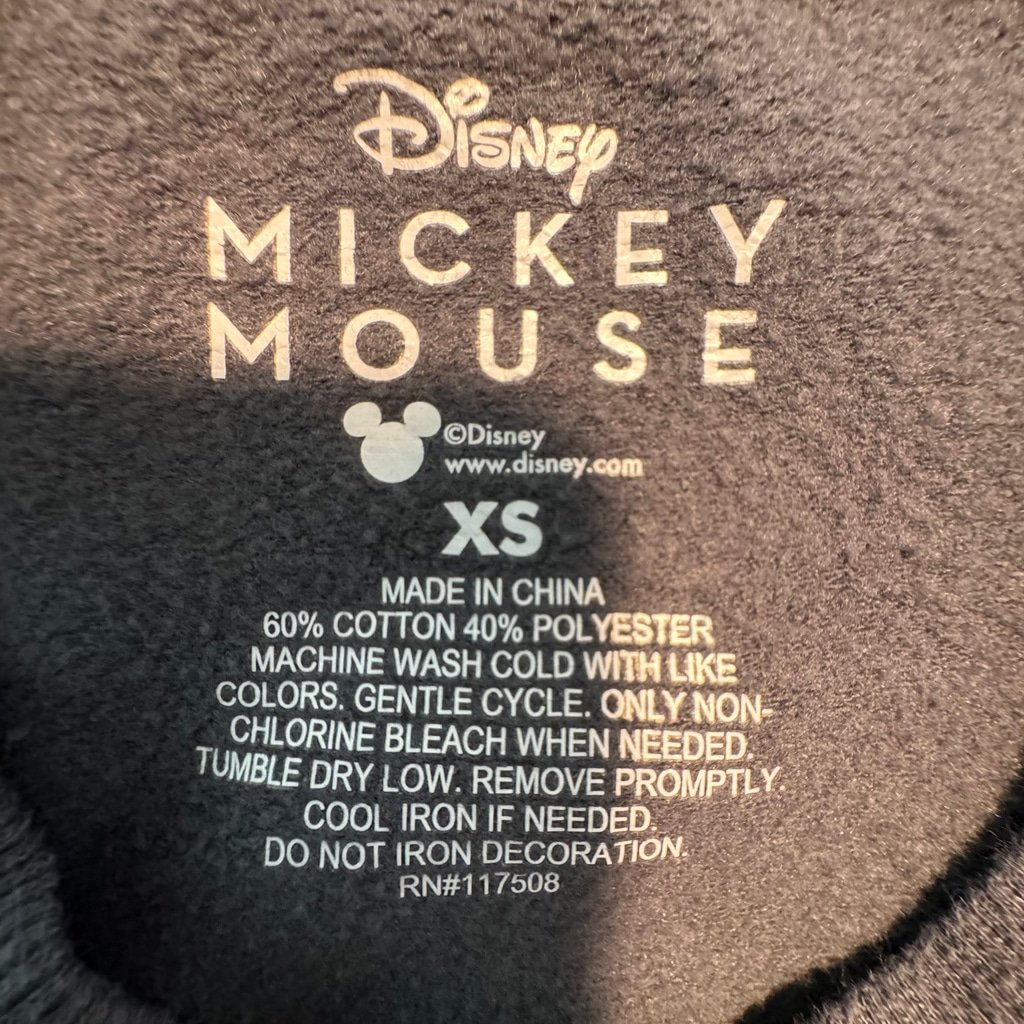 Disney
MICKEY
MOUSE
©Disney
www.disney.com
XS
MADE IN CHINA
60% COTTON 40% POLYESTER
MACHINE WASH COLD WITH LIKE
COLORS. GENTLE CYCLE. ONLY NON-
CHLORINE BLEACH WHEN NEEDED.
TUMBLE DRY LOW. REMOVE PROMPTLY.
COOL IRON IF NEEDED.
DO NOT IRON DECORATION.
RN#117508